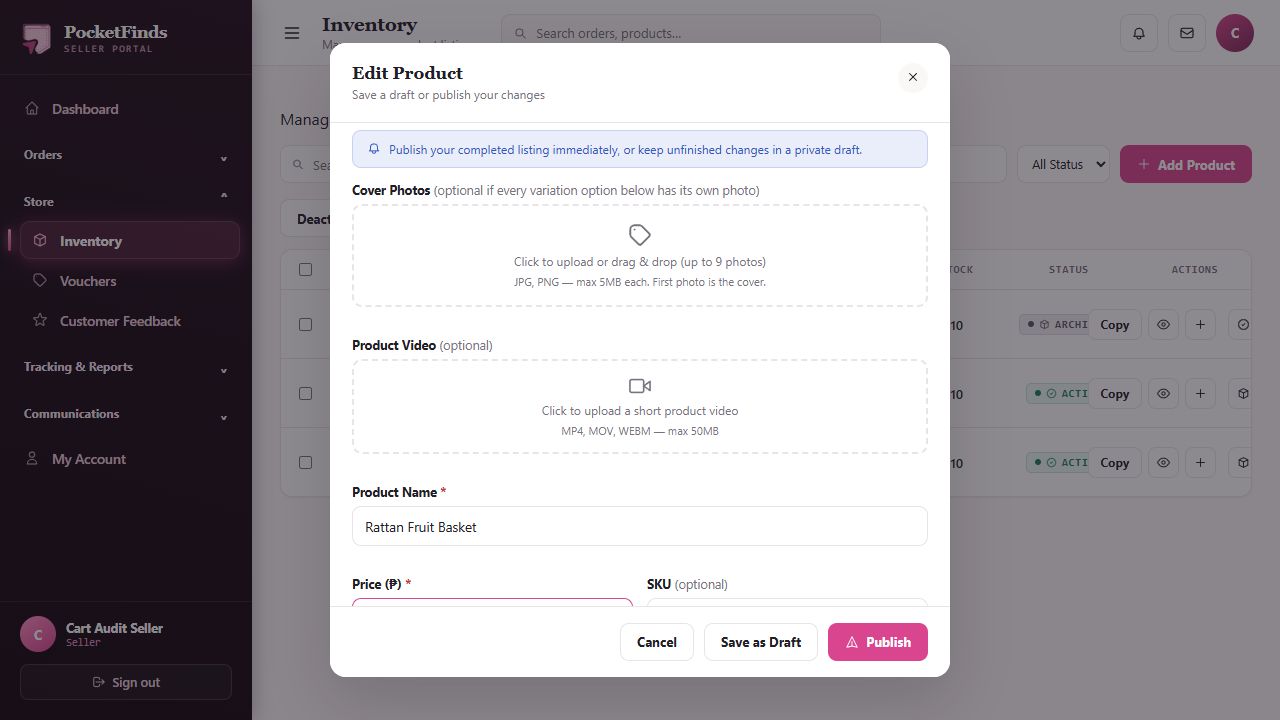 PocketFinds
SELLER PORTAL
Dashboard
Orders
Store
Inventory
Vouchers
Customer Feedback
Tracking & Reports
Communications
My Account
C
Cart Audit Seller
Seller
Sign out
Inventory
Search orders, products...
C
Manag
Sea
All Status
Add Product
Deact
TOCK
STATUS
ACTIONS
10
ARCHI
Copy
10
ACTI
Copy
10
ACTI
Copy
Edit Product
Save a draft or publish your changes
Publish your completed listing immediately, or keep unfinished changes in a private draft.
Cover Photos (optional if every variation option below has its own photo)
Click to upload or drag & drop (up to 9 photos)
JPG, PNG — max 5MB each. First photo is the cover.
Product Video (optional)
Click to upload a short product video
MP4, MOV, WEBM — max 50MB
Product Name *
Rattan Fruit Basket
Price (₱) *
SKU (optional)
Cancel
Save as Draft
Publish